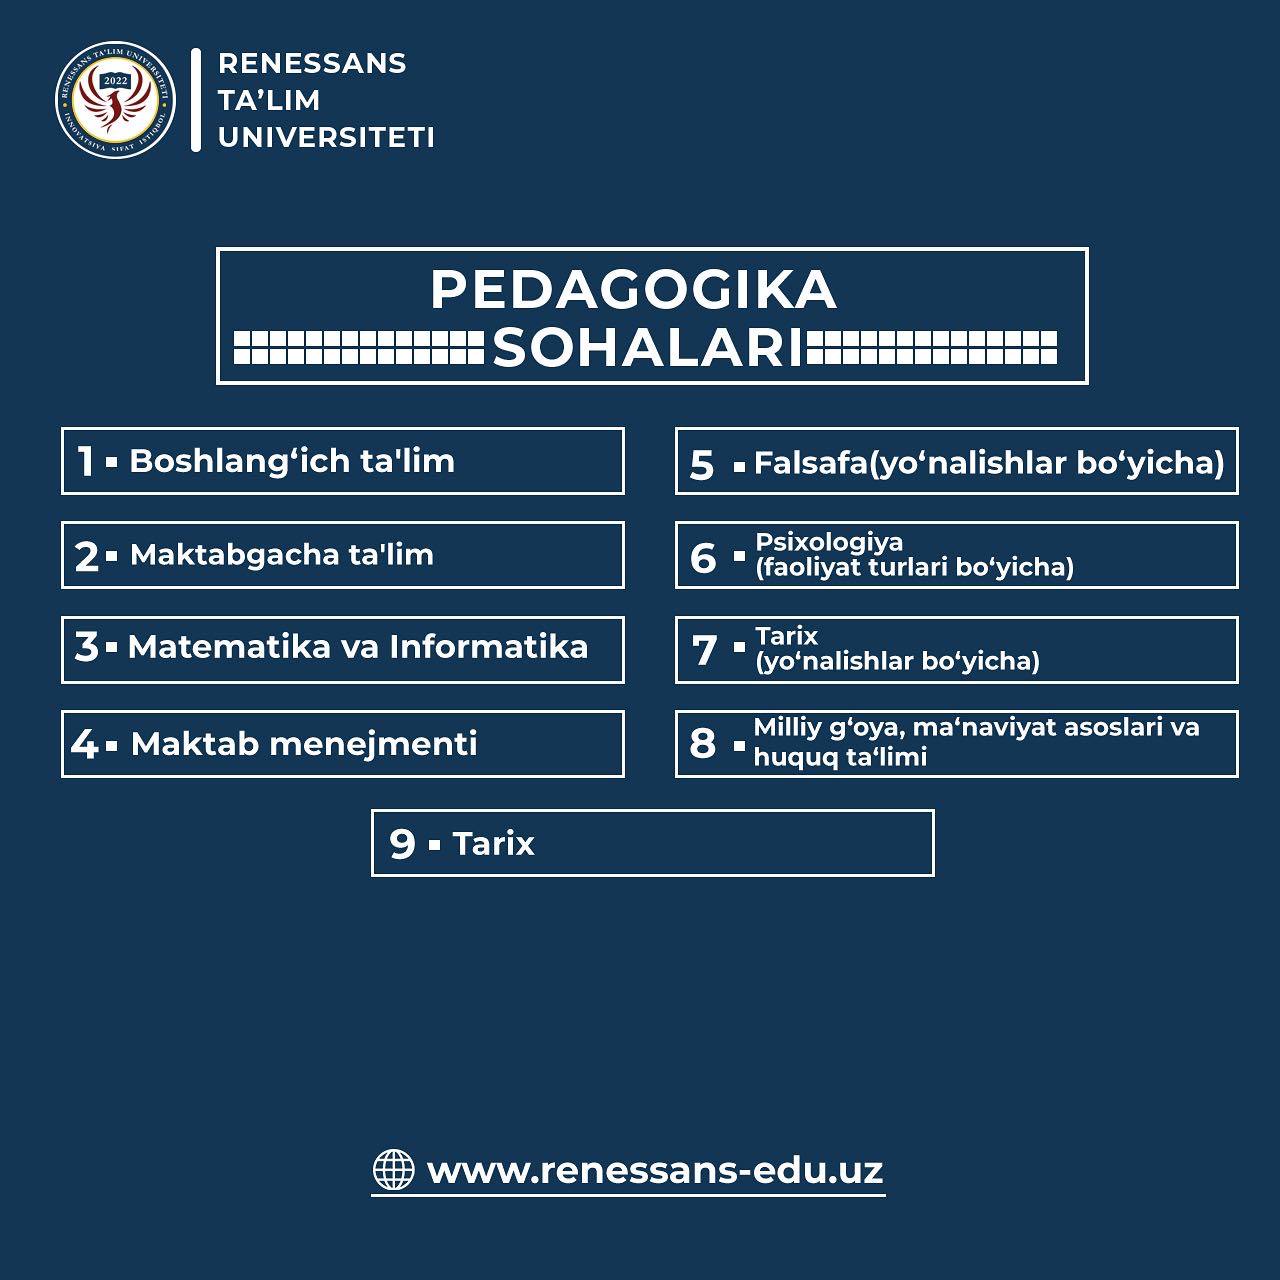 RENESSANS TA'LIM UNIVERSITETI
2022
INNOVATSIYA SIFAT ISTIQBOL
RENESSANS
TA’LIM
UNIVERSITETI
PEDAGOGIKA
SOHALARI
1 Boshlang‘ich ta'lim
2 Maktabgacha ta'lim
3 Matematika va Informatika
4 Maktab menejmenti
5 Falsafa(yo‘nalishlar bo‘yicha)
6 Psixologiya
(faoliyat turlari bo‘yicha)
7 Tarix
(yo‘nalishlar bo‘yicha)
8 Milliy g‘oya, ma‘naviyat asoslari va
huquq ta‘limi
9 Tarix
www.renessans-edu.uz